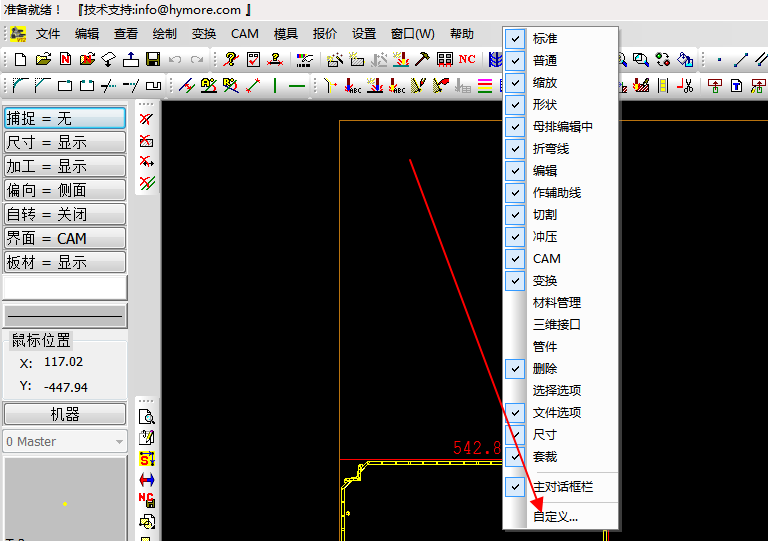 准备就绪！ 『技术支持:info@hymore.com 』
文件 编辑 查看 绘制 变换 CAM 模具 报价 设置 窗口(W) 帮助
NC
ABC ABC ABC
捕捉 = 无
尺寸 = 显示
加工 = 显示
偏向 = 侧面
自转 = 关闭
界面 = CAM
板材 = 显示
鼠标位置
X: 117.02
Y: -447.94
机器
0 Master
NC
542.8
标准
普通
缩放
形状
母排编辑中
折弯线
编辑
作辅助线
切割
冲压
CAM
变换
材料管理
三维接口
管件
删除
选择选项
文件选项
尺寸
套裁
主对话框栏
自定义...